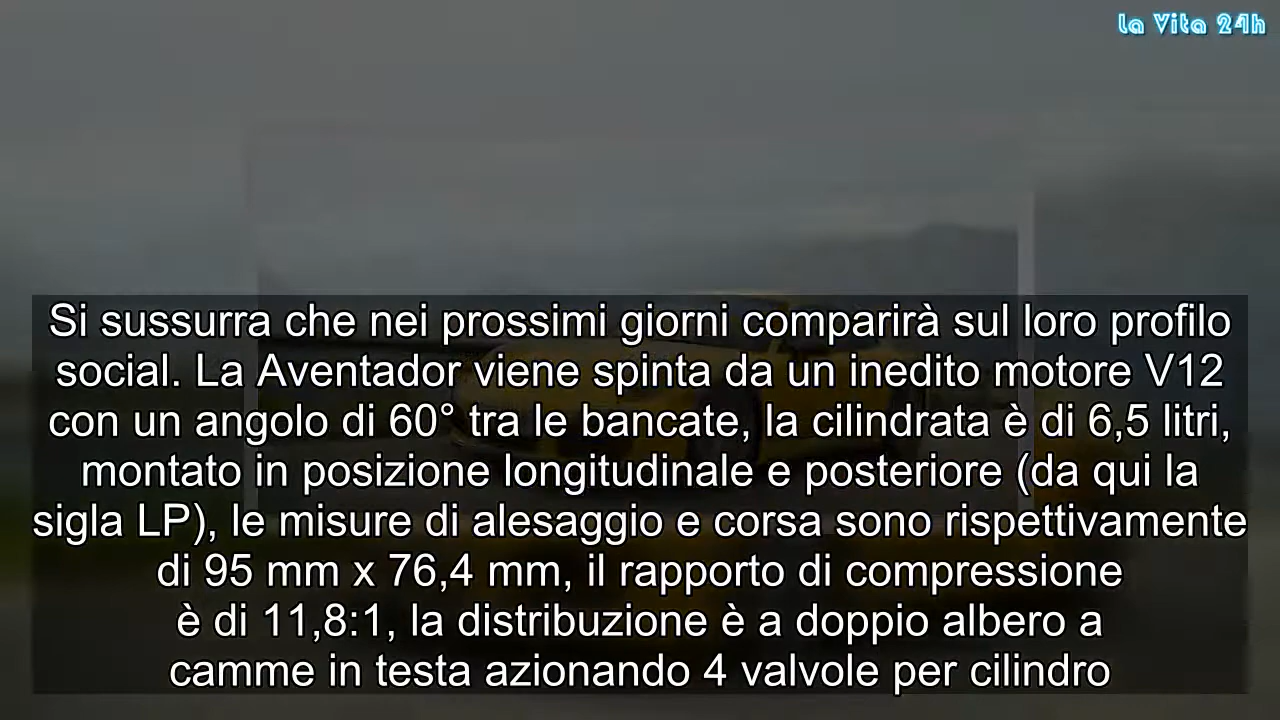 la Vita 24h
Si sussurra che nei prossimi giorni comparirà sul loro profilo
social. La Aventador viene spinta da un inedito motore V12
con un angolo di 60° tra le bancate, la cilindrata è di 6,5 litri,
montato in posizione longitudinale e posteriore (da qui la
sigla LP), le misure di alesaggio e corsa sono rispettivamente
di 95 mm x 76,4 mm, il rapporto di compressione
è di 11,8:1, la distribuzione è a doppio albero a
camme in testa azionando 4 valvole per cilindro